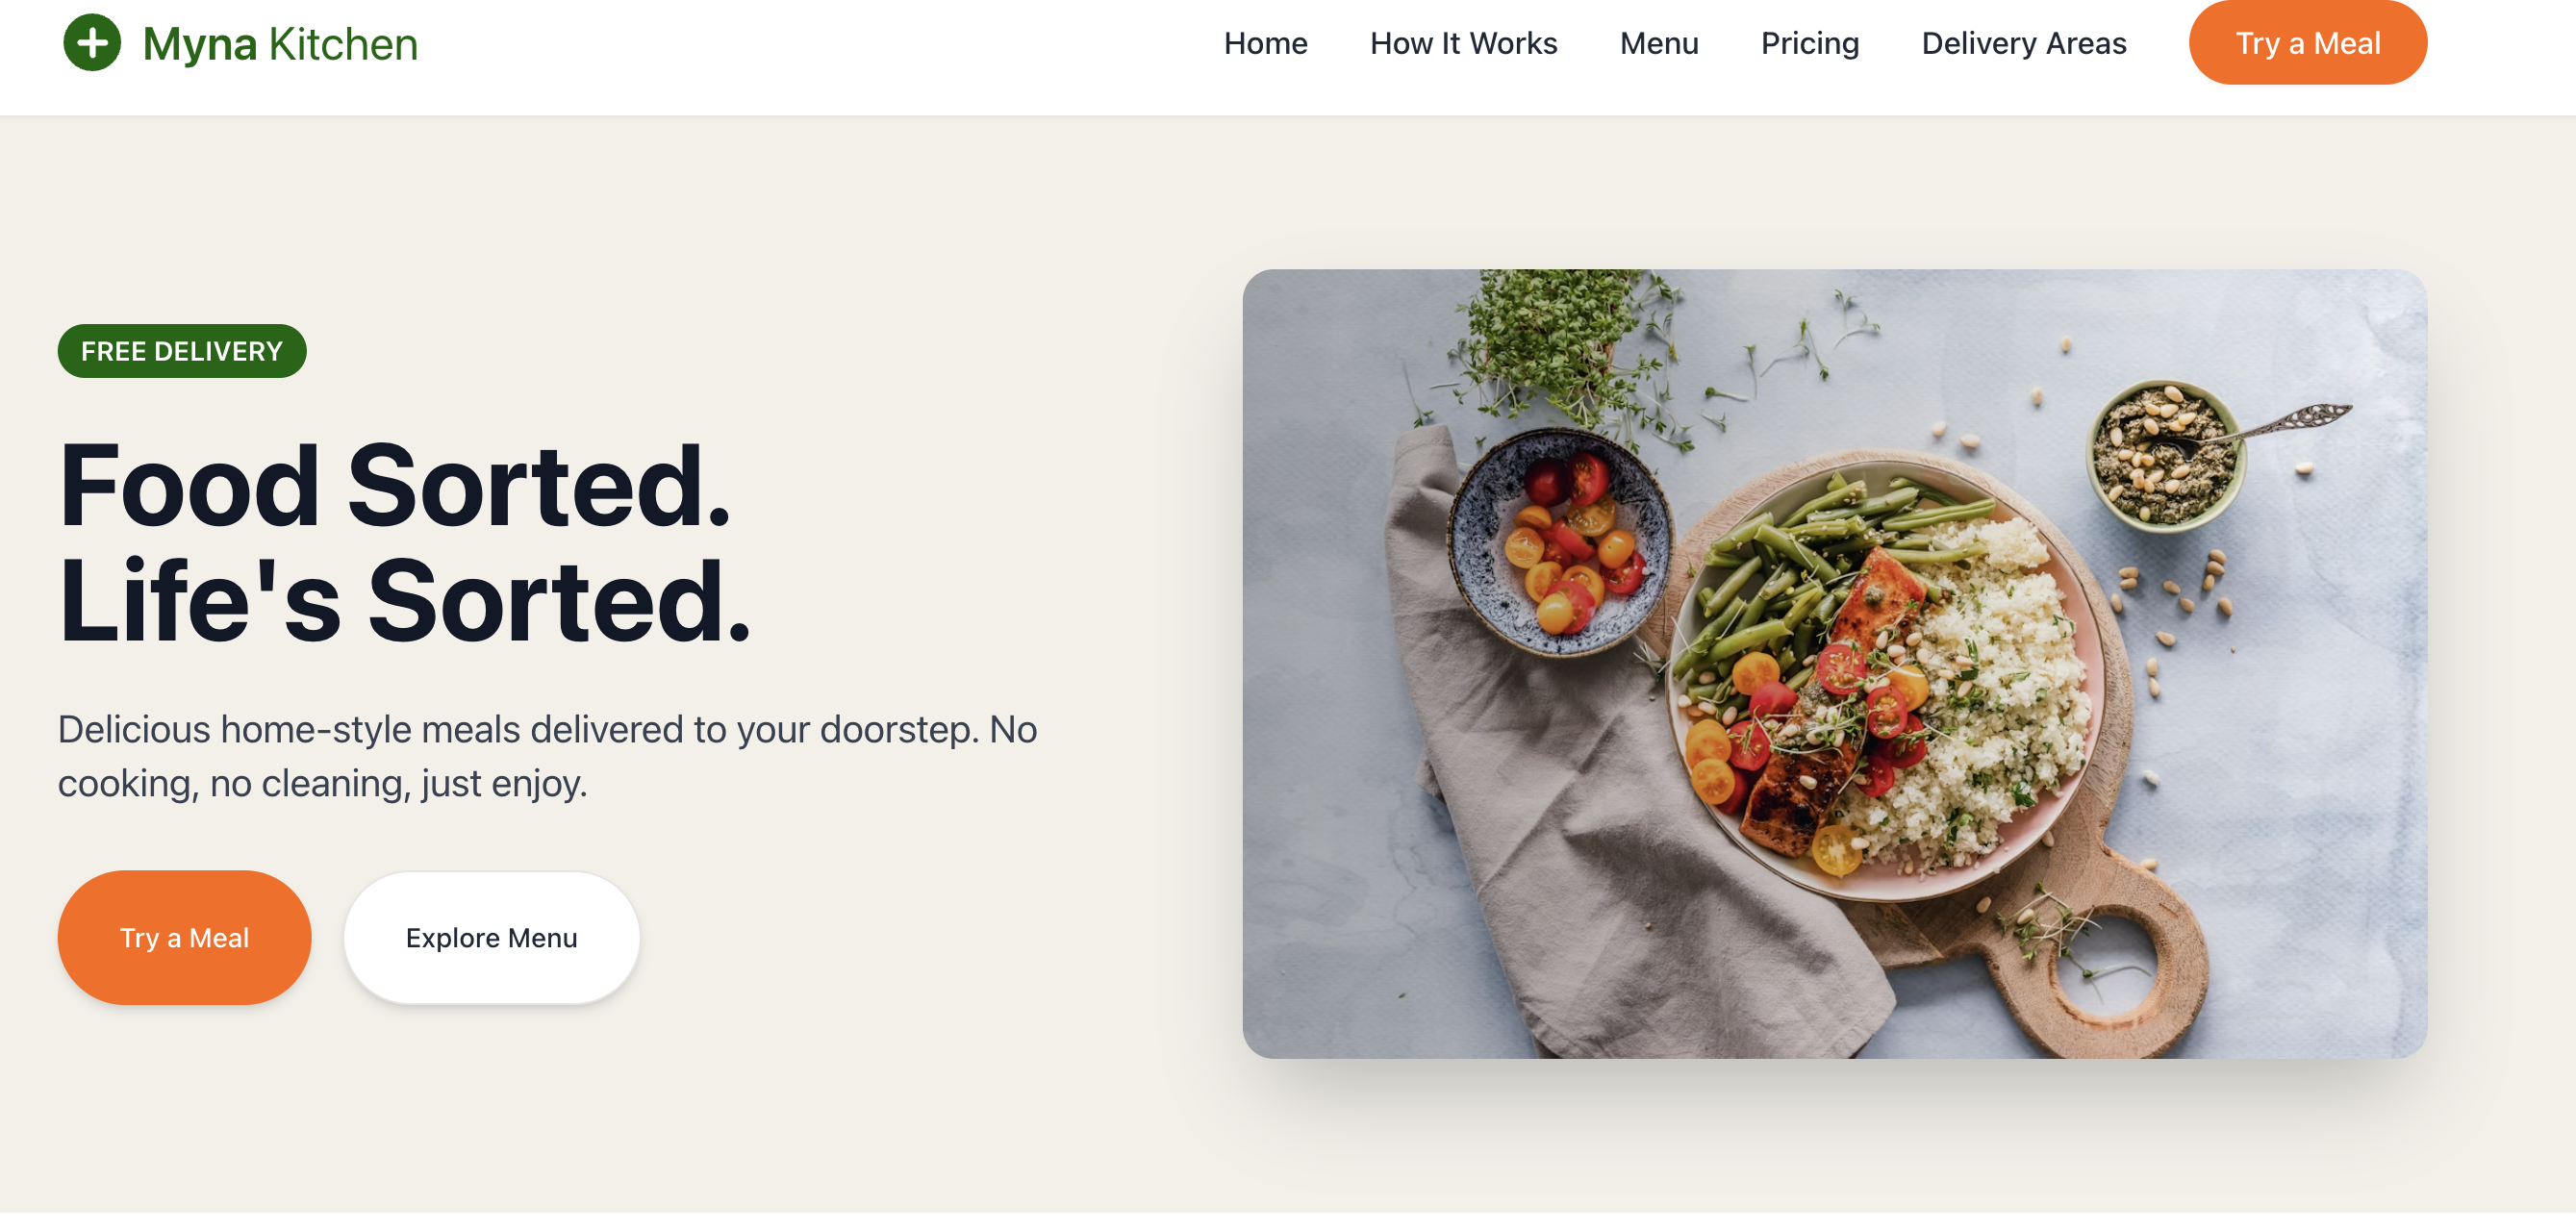 Myna Kitchen
Home
How It Works
Menu
Pricing
Delivery Areas
Try a Meal
FREE DELIVERY
Food Sorted.
Life's Sorted.
Delicious home-style meals delivered to your doorstep. No
cooking, no cleaning, just enjoy.
Try a Meal
Explore Menu